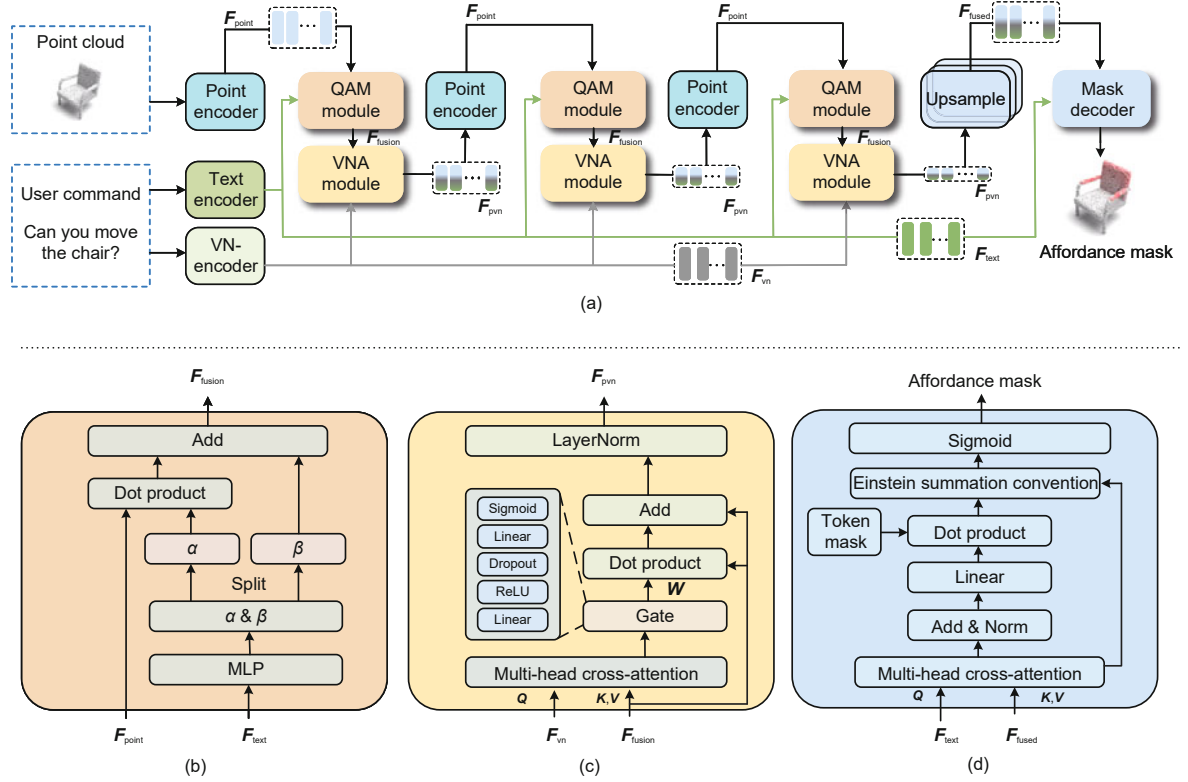 F_point
F_point
F_point
F_fused
Point cloud
Point
encoder
QAM
module
Point
encoder
QAM
module
Point
encoder
QAM
module
Upsample
Mask
decoder
F_fusion
F_fusion
F_fusion
User command
Can you move
the chair?
Text
encoder
VNA
module
VNA
module
VNA
module
F_pvn
F_pvn
F_pvn
VN-
encoder
F_vn
F_text
Affordance mask
(a)
F_fusion
Add
Dot product
α
β
Split
α & β
MLP
F_point
F_text
(b)
F_pvn
LayerNorm
Sigmoid
Linear
Dropout
ReLU
Linear
Add
Dot product
W
Gate
Multi-head cross-attention
Q
K,V
F_vn
F_fusion
(c)
Affordance mask
Sigmoid
Einstein summation convention
Token
mask
Dot product
Linear
Add & Norm
Multi-head cross-attention
Q
K,V
F_text
F_fused
(d)